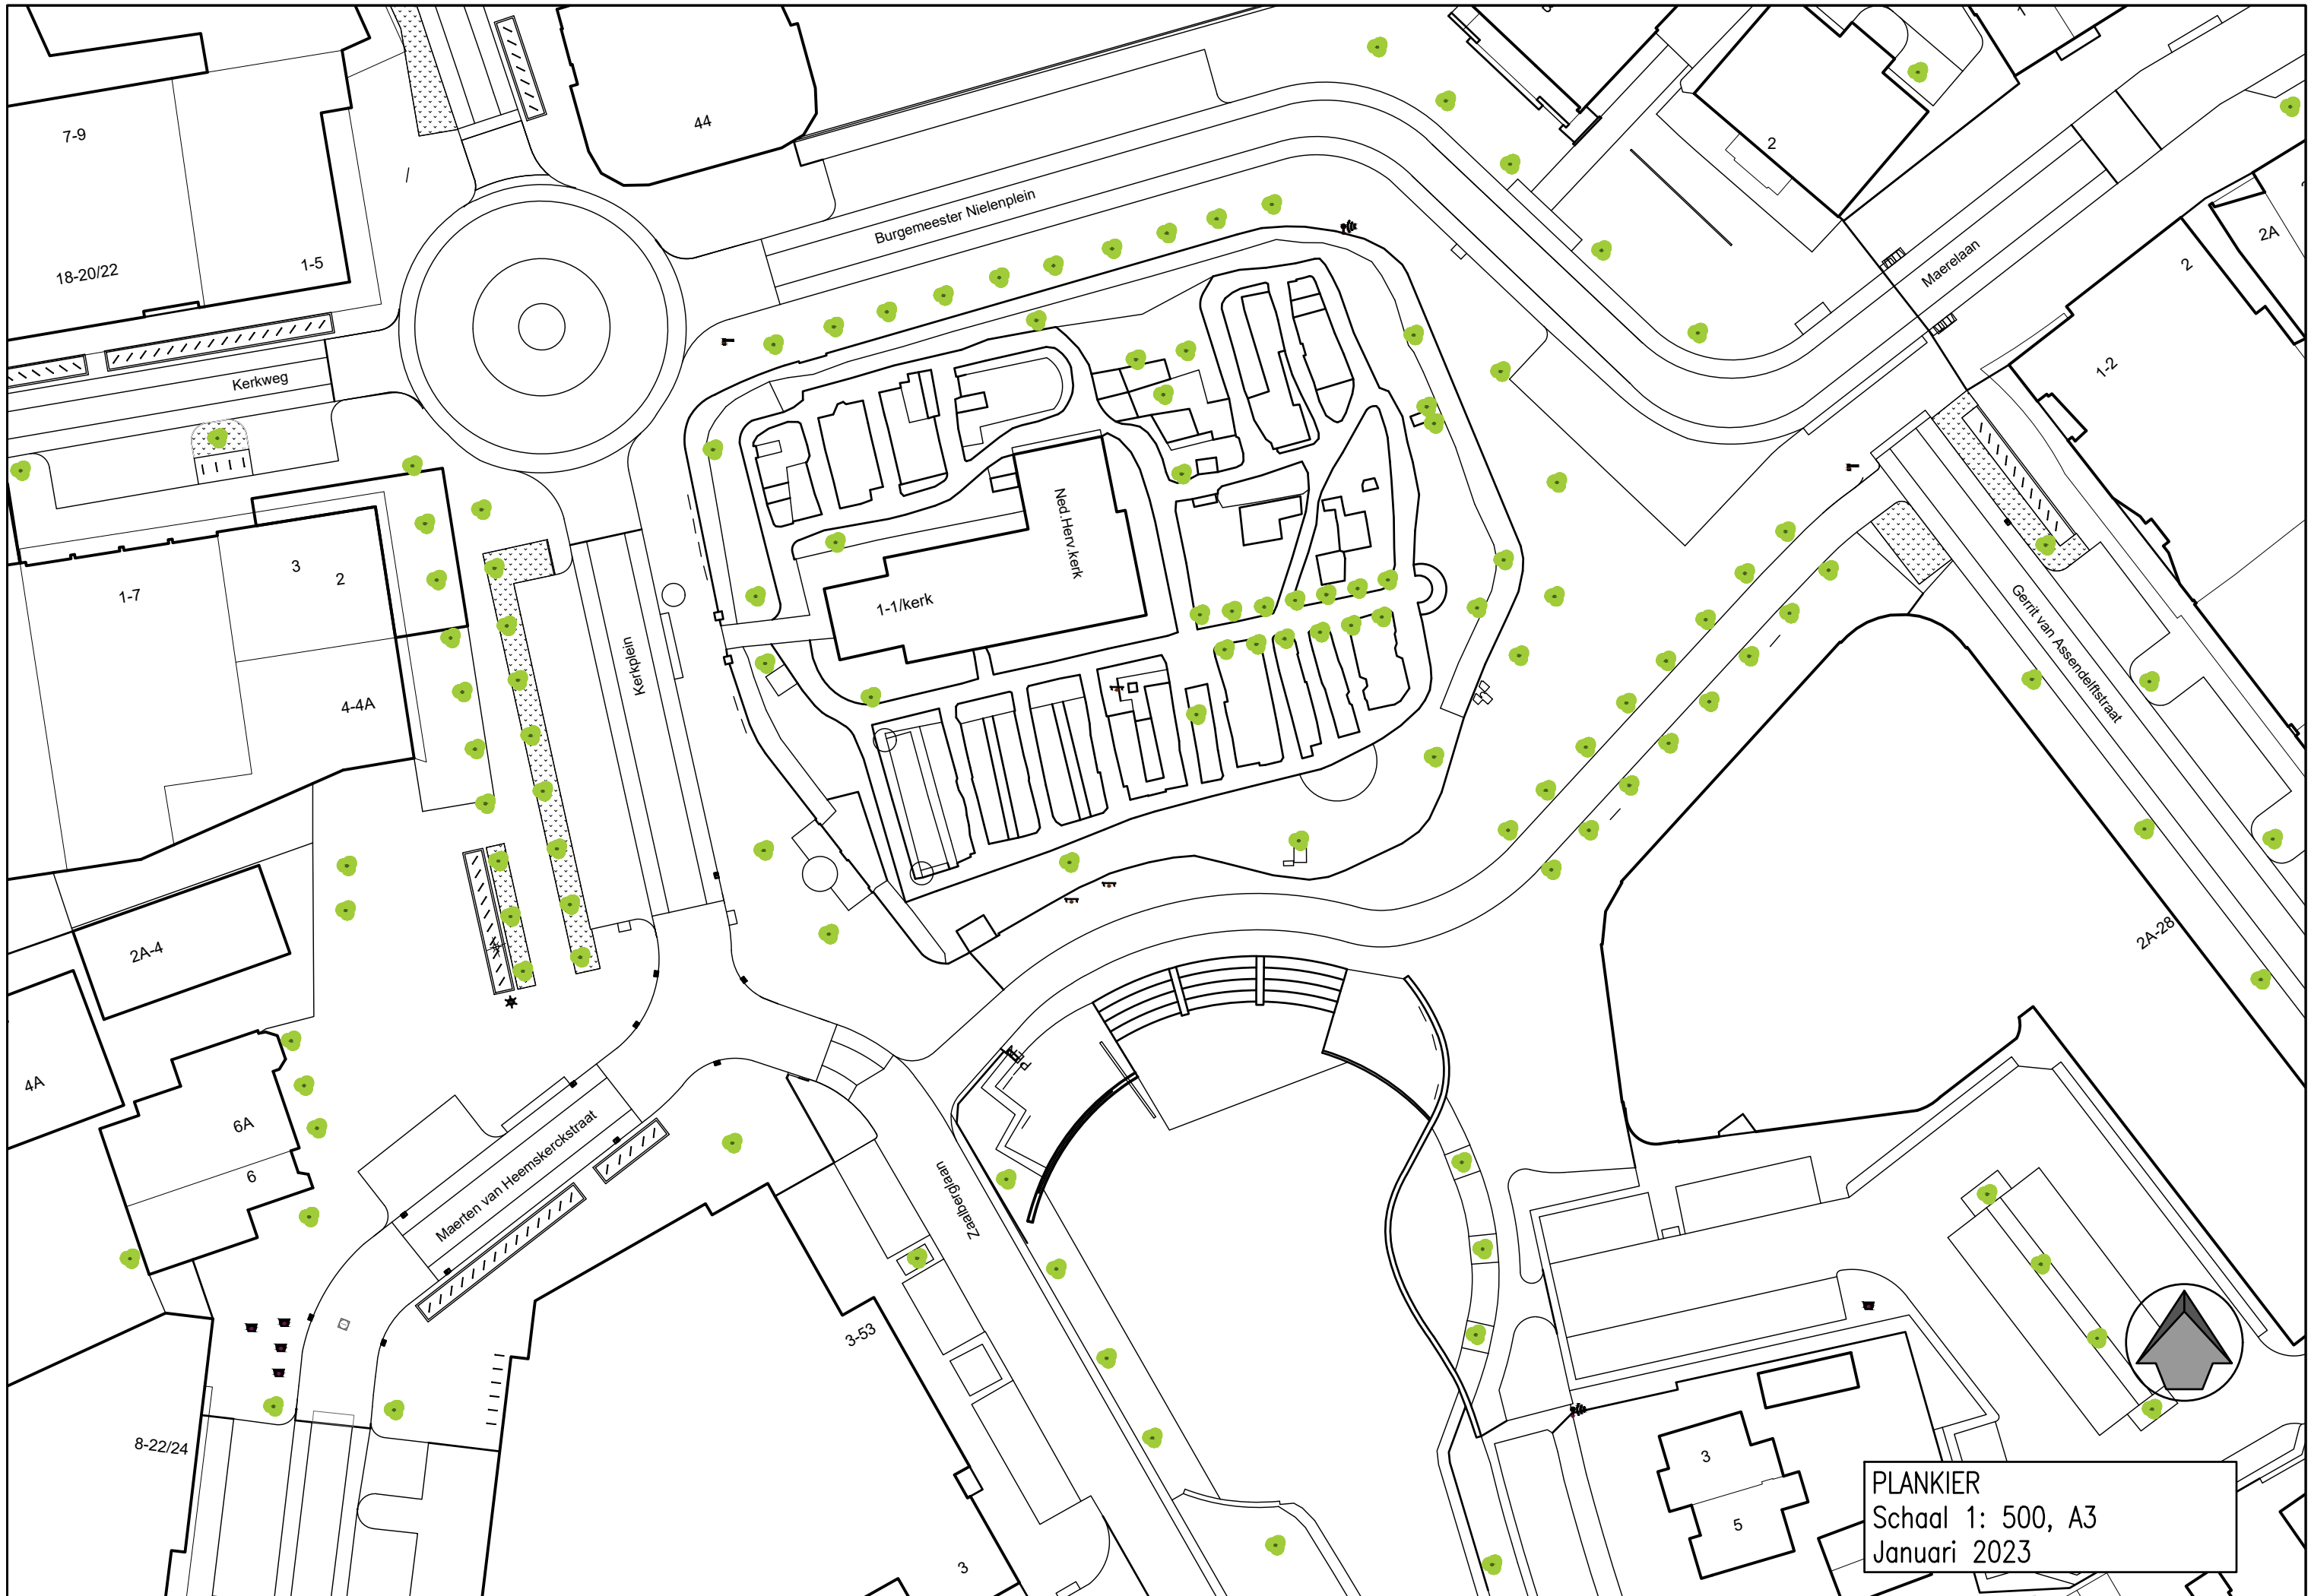 44
7-9
2
18-20/22
1-5
Burgemeester Nielenplein
Maerelaan
2A
2
1-2
Kerkweg
Ned.Herv.kerk
1-1/kerk
3
2
1-7
4-4A
Kerkplein
Gerrit van Assendelftstraat
2A-28
2A-4
4A
6A
6
Maerten van Heemskerckstraat
Zaalberglaan
3-53
8-22/24
3
5
3
PLANKIER
Schaal 1: 500, A3
Januari 2023